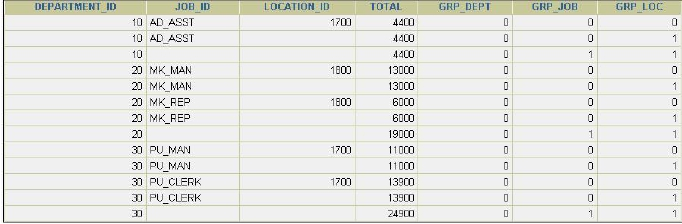 DEPARTMENT_ID JOB_ID LOCATION_ID TOTAL GRP_DEPT GRP_JOB GRP_LOC
10 AD_ASST 1700 4400 0 0 0
10 AD_ASST 4400 0 0 1
10 4400 0 1 1
20 MK_MAN 1800 13000 0 0 0
20 MK_MAN 13000 0 0 1
20 MK_REP 1800 6000 0 0 0
20 MK_REP 6000 0 0 1
20 19000 0 1 1
30 PU_MAN 1700 11000 0 0 0
30 PU_MAN 11000 0 0 1
30 PU_CLERK 1700 13900 0 0 0
30 PU_CLERK 13900 0 0 1
30 24900 0 1 1